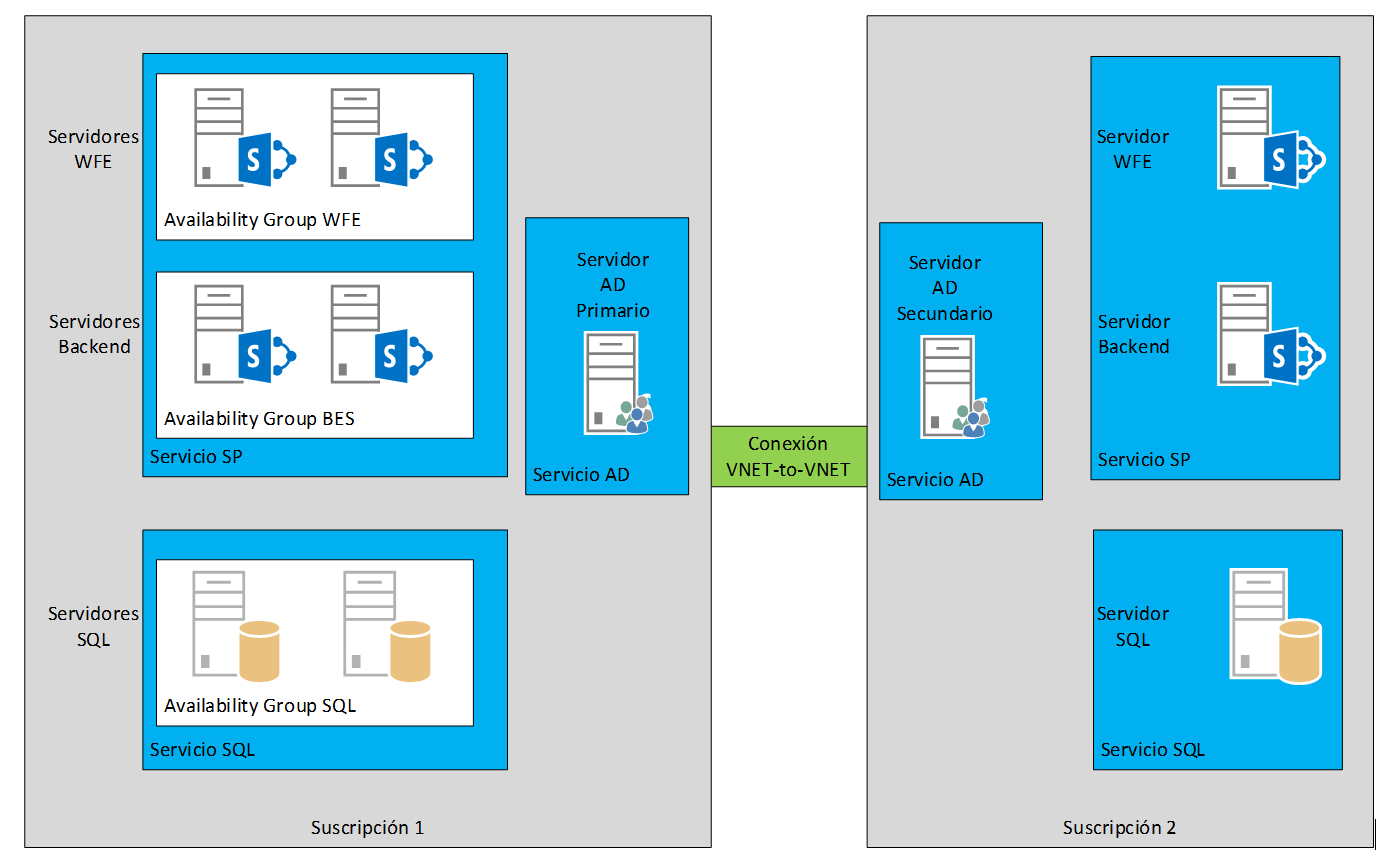 Servidores
WFE
Availability Group WFE
Servidores
Backend
Availability Group BES
Servicio SP
Servidor
AD
Primario
Servicio AD
Servidores
SQL
Availability Group SQL
Servicio SQL
Suscripción 1
Conexión
VNET-to-VNET
Servidor
AD
Secundario
Servicio AD
Servidor
WFE
Servidor
Backend
Servicio SP
Servidor
SQL
Servicio SQL
Suscripción 2